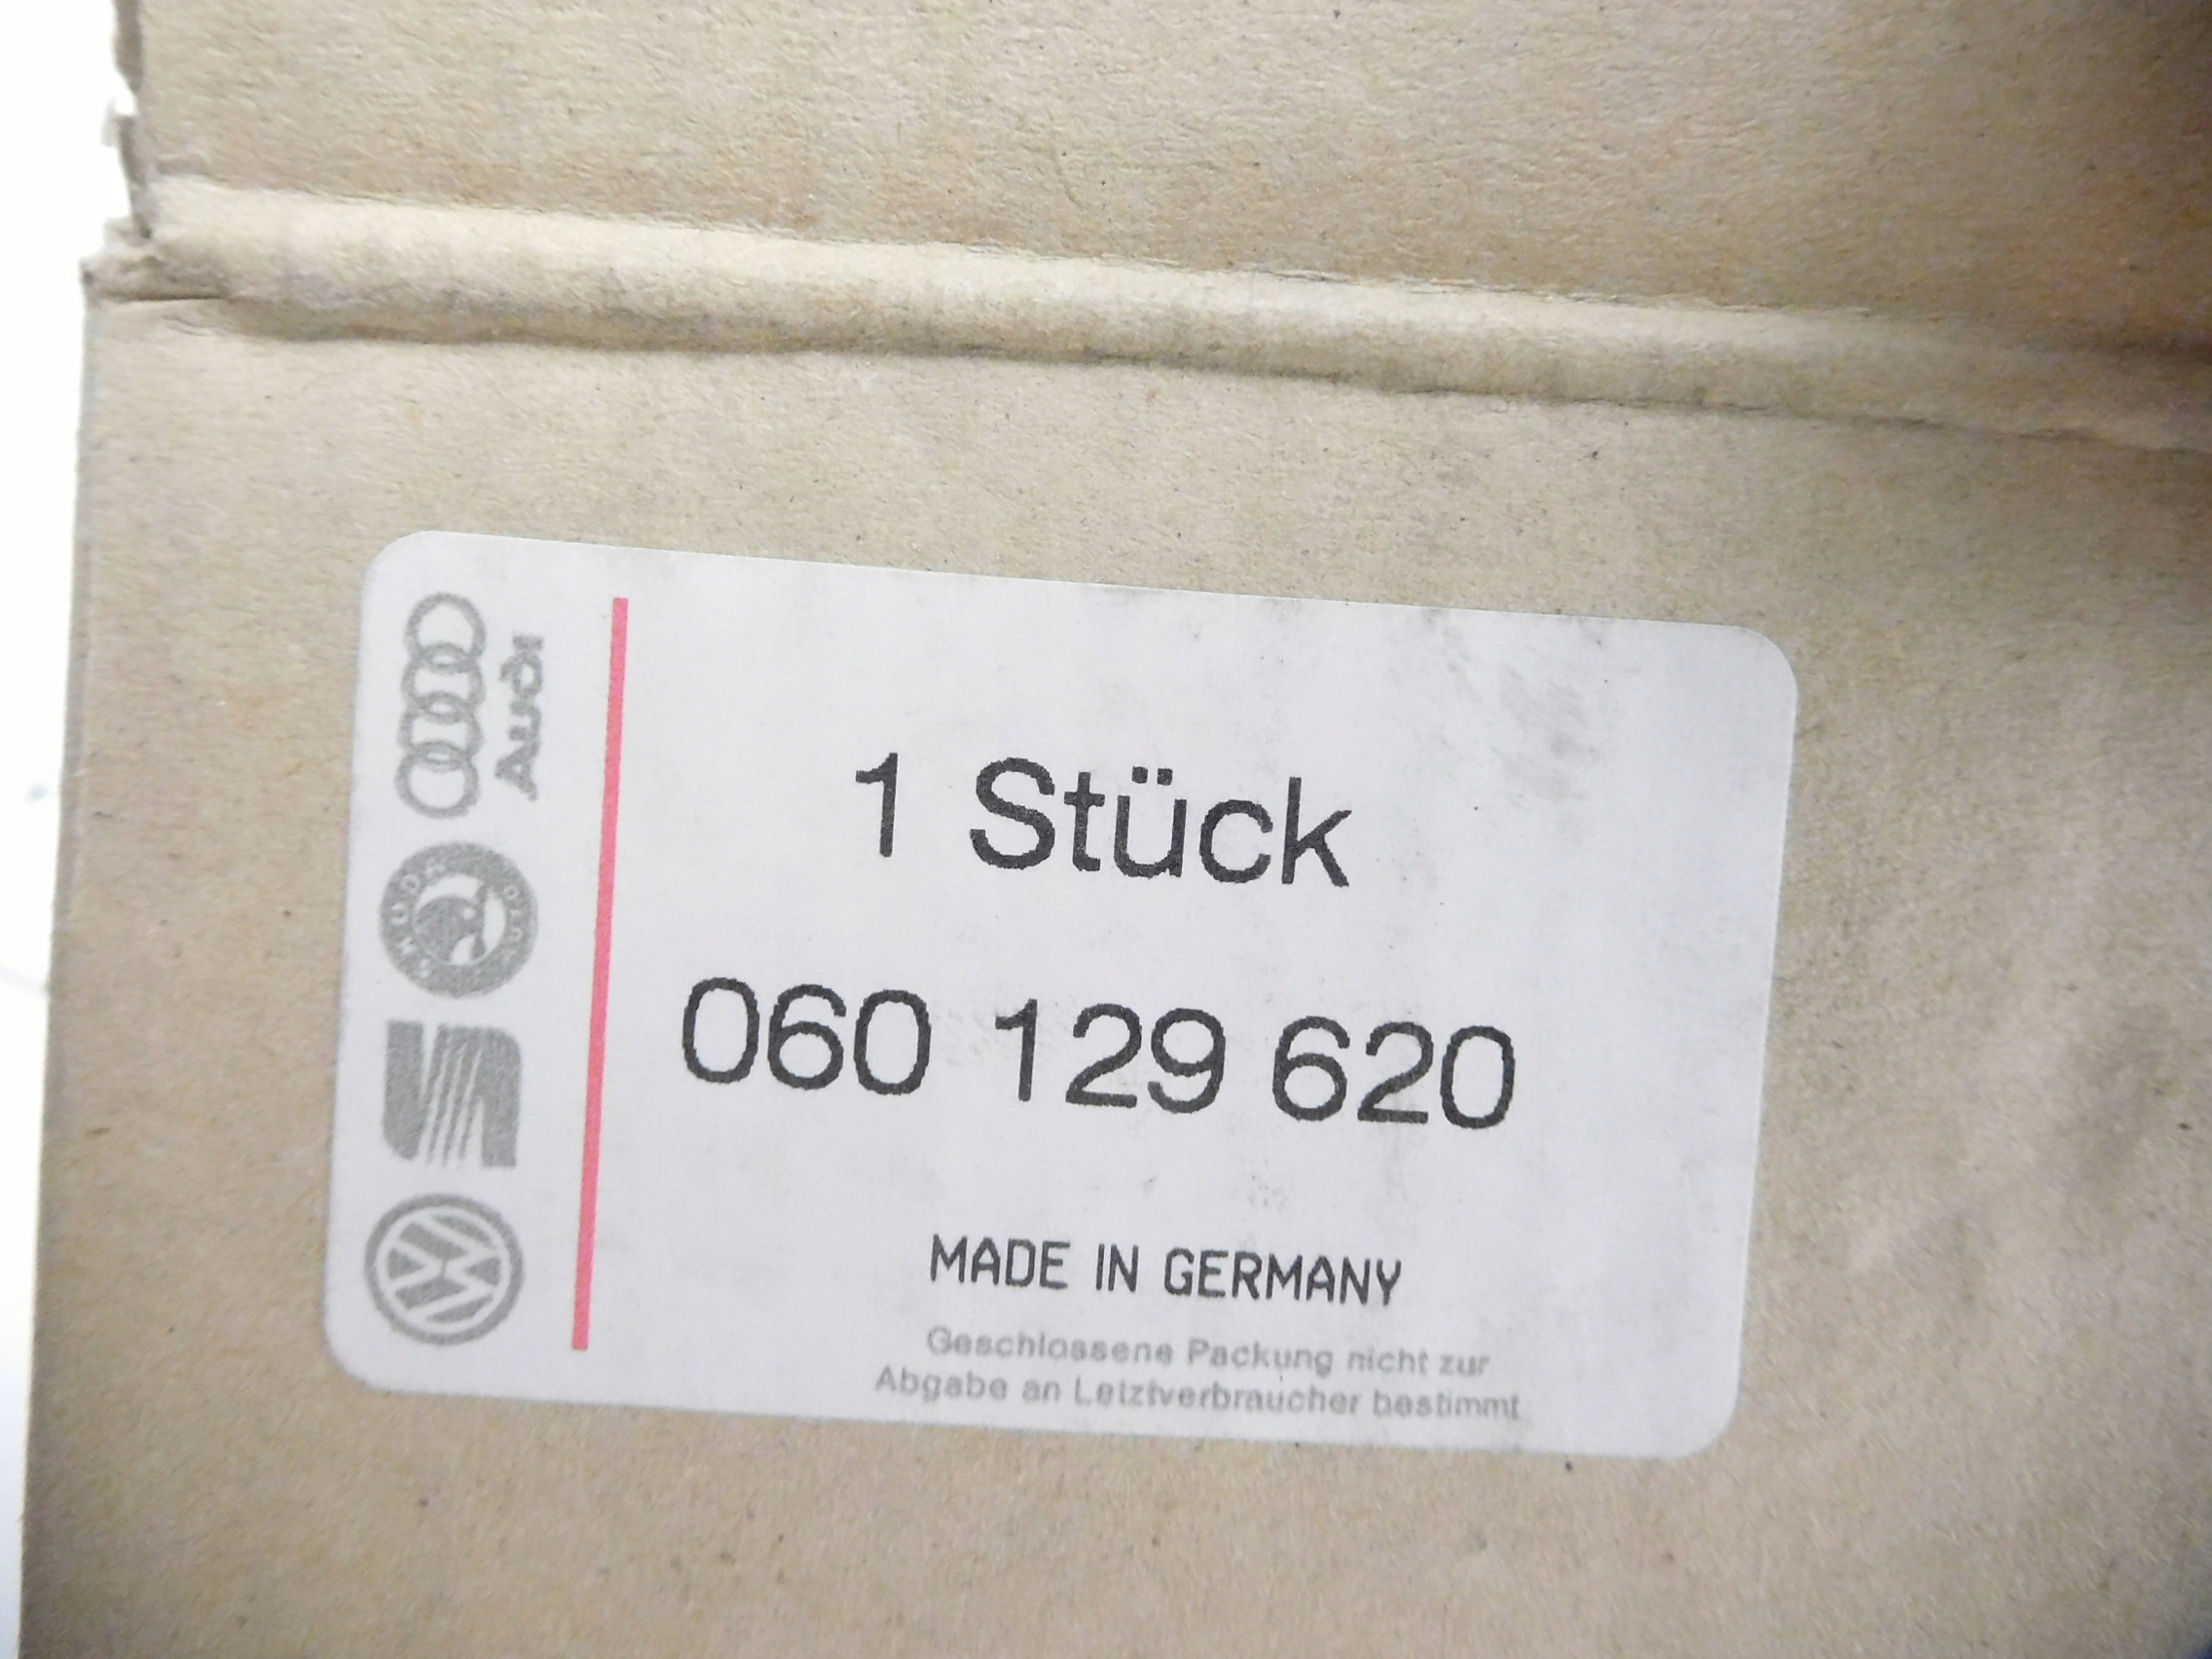 Audi
1 Stück
060 129 620
MADE IN GERMANY
Geschlossene Packung nicht zur
Abgabe an Letztverbraucher bestimmt